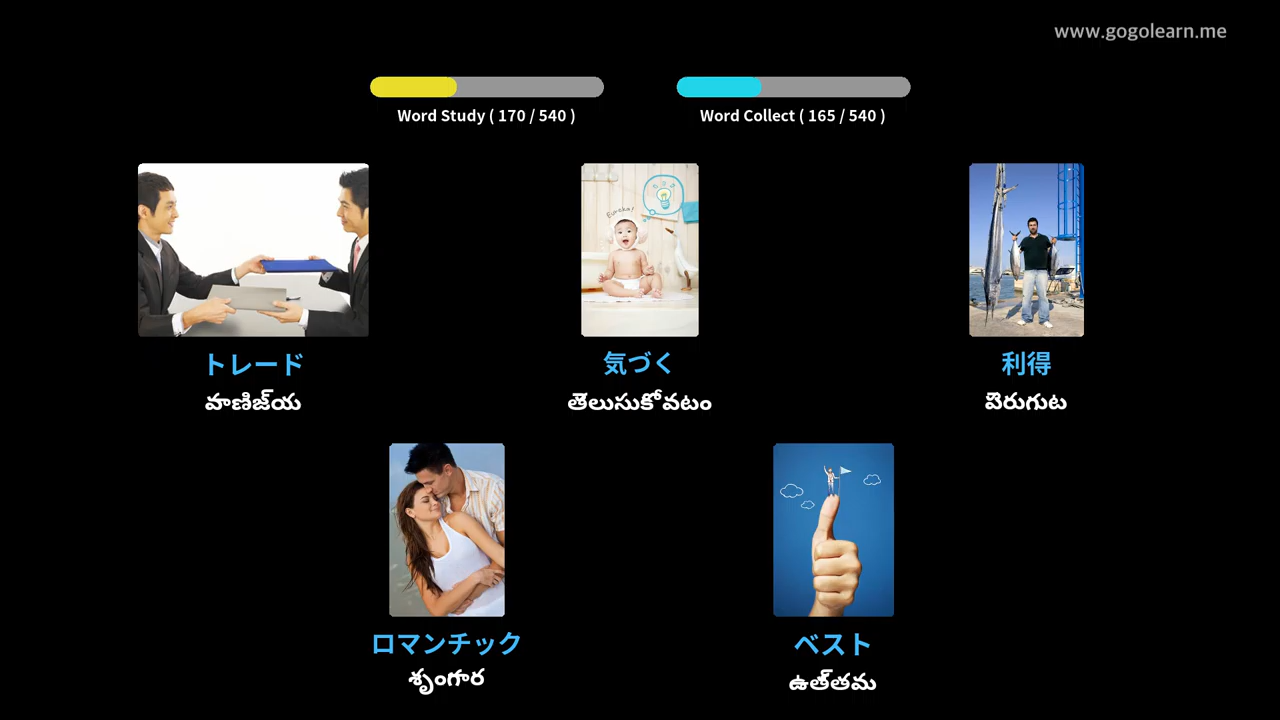 www.gogolearn.me
Word Study ( 170 / 540 )
Word Collect ( 165 / 540 )
Eureka!
トレード
気づく
利得
వాణిజ్‌య
తెలుసుకోవటం
పెరుగుట
ロマンチック
ベスト
శృంగార
ఉత్‌తమ